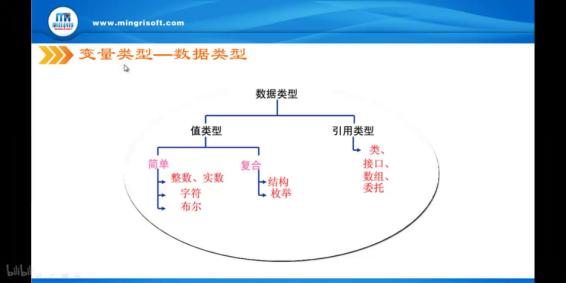 www.mingrisoft.com
变量类型—数据类型
数据类型
值类型
引用类型
简单
复合
整数、实数
字符
布尔
结构
枚举
类、
接口、
数组、
委托